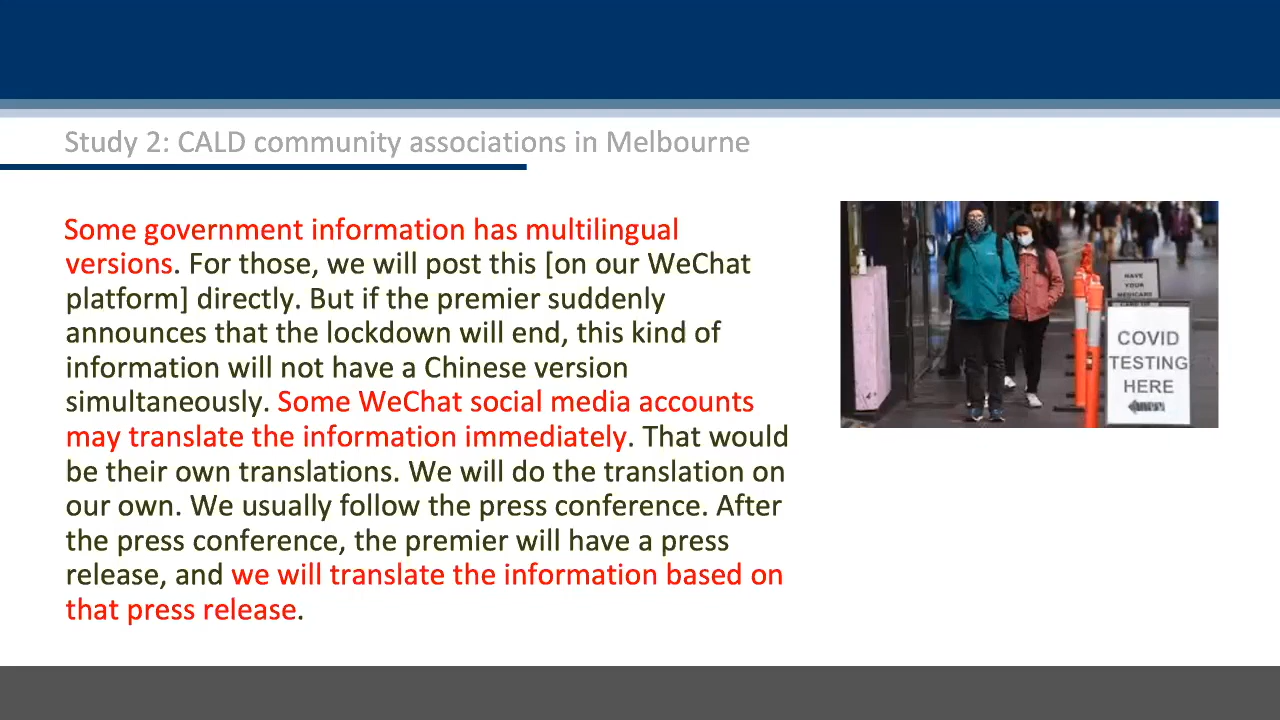 Study 2: CALD community associations in Melbourne
Some government information has multilingual
versions. For those, we will post this [on our WeChat
platform] directly. But if the premier suddenly
announces that the lockdown will end, this kind of
information will not have a Chinese version
simultaneously. Some WeChat social media accounts
may translate the information immediately. That would
be their own translations. We will do the translation on
our own. We usually follow the press conference. After
the press conference, the premier will have a press
release, and we will translate the information based on
that press release.
HAVE
YOUR
MEDICARE
COVID
TESTING
HERE